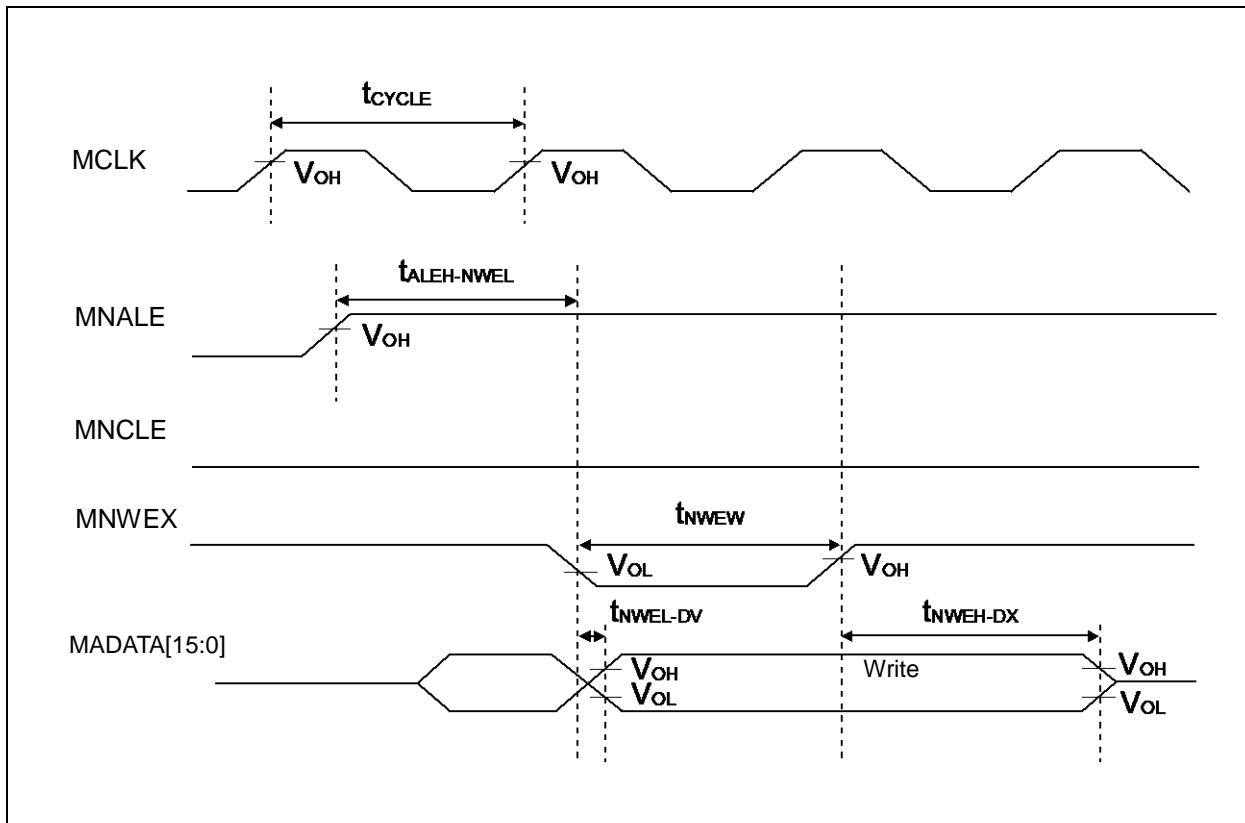 tCYCLE
MCLK
VOH
VOH
tALEH-NWEL
MNALE
VOH
MNCLE
MNWEX
tNWEW
VOL
VOH
tNWEL-DV
tNWEH-DX
MADATA[15:0]
VOH
Write
VOH
VOL
VOL